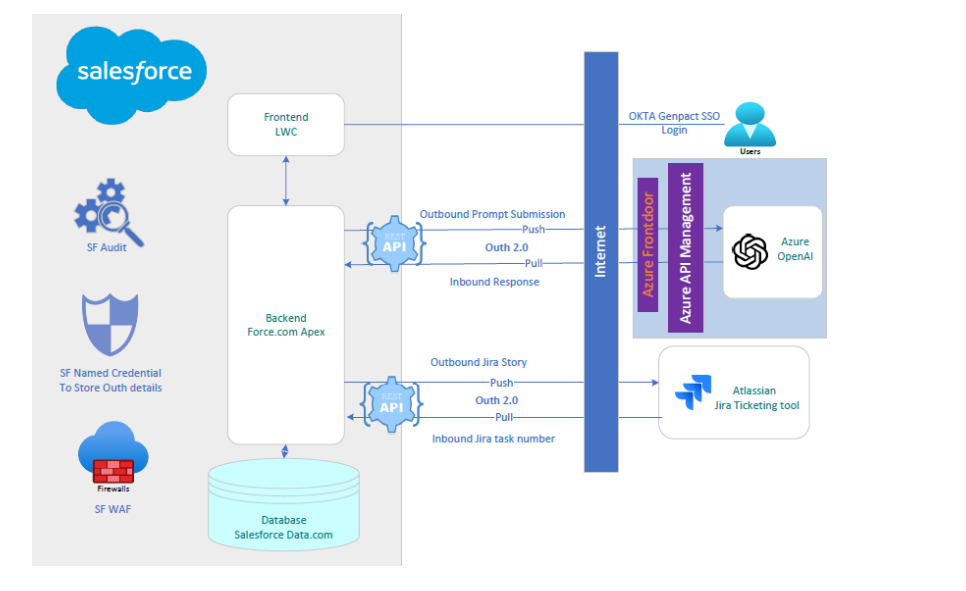 salesforce
Frontend
LWC
OKTA Genpact SSO
Login
Users
SF Audit
Outbound Prompt Submission
Push
REST
API
Outh 2.0
Pull
Inbound Response
Internet
Azure Frontdoor
Azure API Management
Azure
OpenAI
Backend
Force.com Apex
SF Named Credential
To Store Outh details
Outbound Jira Story
Push
REST
API
Outh 2.0
Pull
Inbound Jira task number
Atlassian
Jira Ticketing tool
Firewalls
SF WAF
Database
Salesforce Data.com